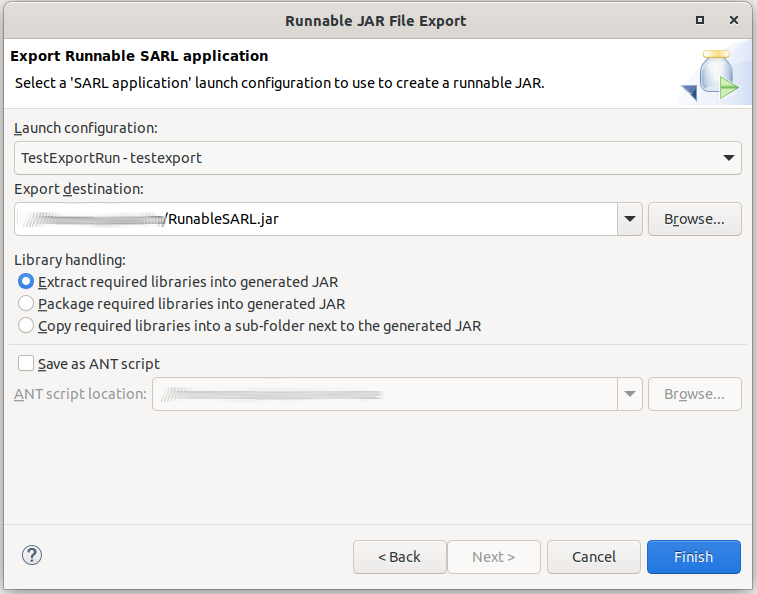 Runnable JAR File Export
Export Runnable SARL application
Select a 'SARL application' launch configuration to use to create a runnable JAR.
Launch configuration:
TestExportRun - testexport
Export destination:
/RunableSARL.jar
Browse...
Library handling:
Extract required libraries into generated JAR
Package required libraries into generated JAR
Copy required libraries into a sub-folder next to the generated JAR
Save as ANT script
ANT script location:
Browse...
?
< Back
Next >
Cancel
Finish